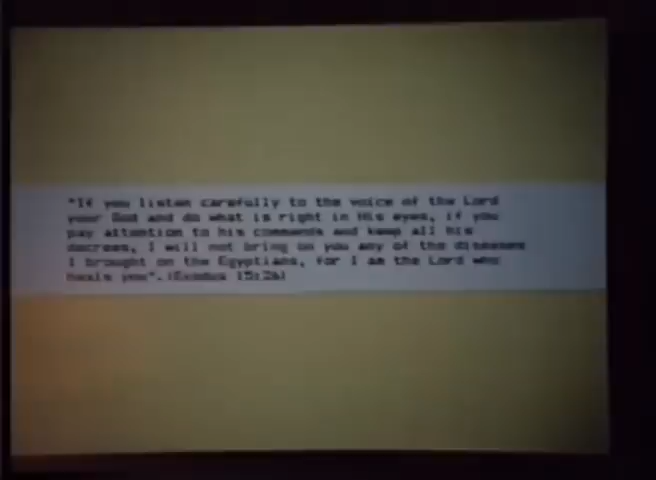 "If you listen carefully to the voice of the Lord
your God and do what is right in His eyes, if you
pay attention to his commands and keep all his
decrees, I will not bring on you any of the diseases
I brought on the Egyptians, for I am the Lord who
heals you".(Exodus 15:26)